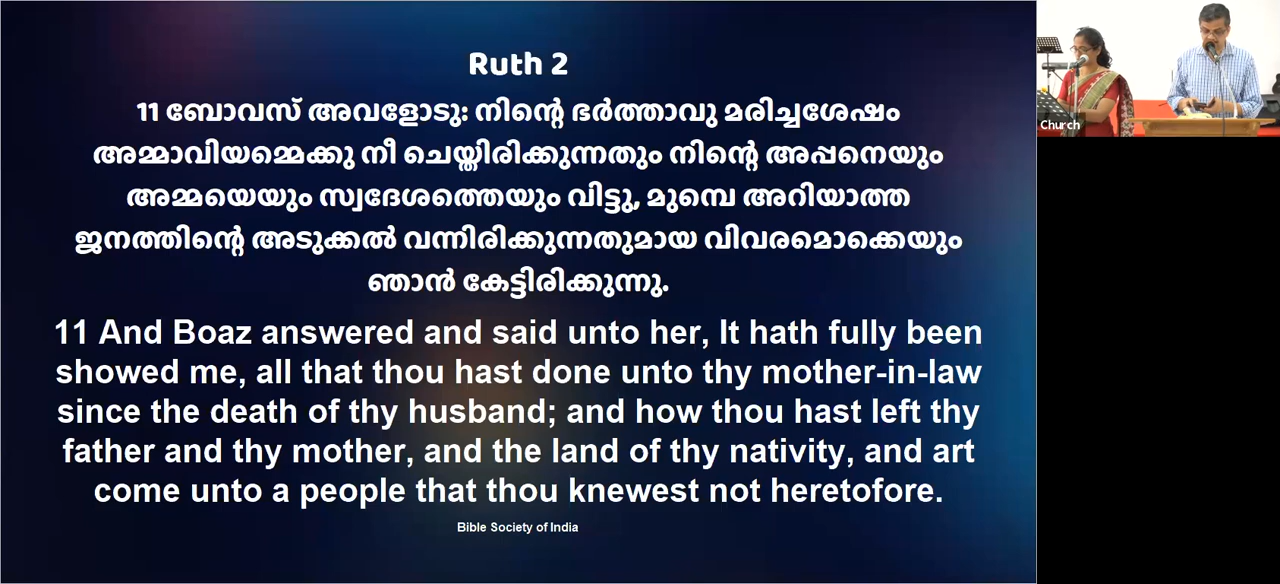 Ruth 2
11 ബോവസ് അവളോടു: നിന്റെ ഭർത്താവു മരിച്ചശേഷം
അമ്മാവിയമ്മെക്കു നീ ചെയ്തിരിക്കുന്നതും നിന്റെ അപ്പനെയും
അമ്മയെയും സ്വദേശത്തെയും വിട്ടു, മുമ്പെ അറിയാത്ത
ജനത്തിന്റെ അടുക്കൽ വന്നിരിക്കുന്നതുമായ വിവരമൊക്കെയും
ഞാൻ കേട്ടിരിക്കുന്നു.
11 And Boaz answered and said unto her, It hath fully been
showed me, all that thou hast done unto thy mother-in-law
since the death of thy husband; and how thou hast left thy
father and thy mother, and the land of thy nativity, and art
come unto a people that thou knewest not heretofore.
Bible Society of India
Church